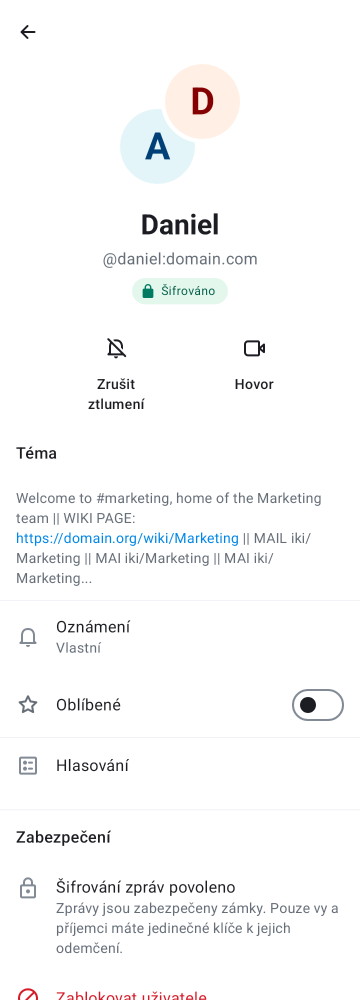 D
A
Daniel
@daniel:domain.com
Šifrováno
Zrušit
ztlumení
Hovor
Téma
Welcome to #marketing, home of the Marketing
team || WIKI PAGE:
https://domain.org/wiki/Marketing || MAIL iki/
Marketing || MAI iki/Marketing || MAI iki/
Marketing...
Oznámení
Vlastní
Oblíbené
Hlasování
Zabezpečení
Šifrování zpráv povoleno
Zprávy jsou zabezpečeny zámky. Pouze vy a
příjemci máte jedinečné klíče k jejich
odemčení.
Zablokovat uživatele